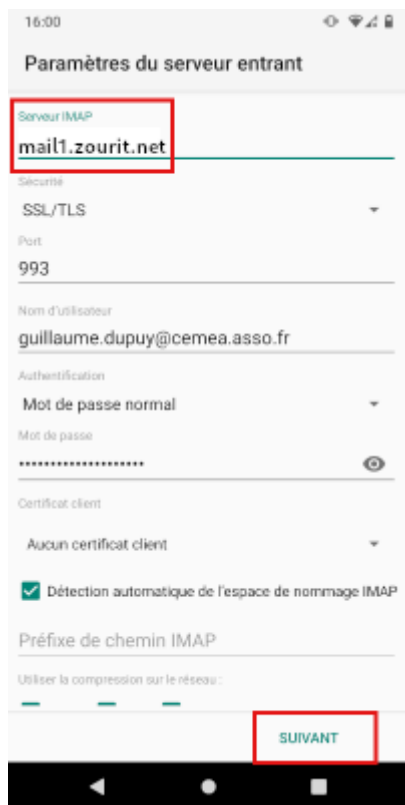 16:00
Paramètres du serveur entrant
Serveur IMAP
mail1.zourit.net
Sécurité
SSL/TLS
Port
993
Nom d'utilisateur
guillaume.dupuy@cemea.asso.fr
Authentification
Mot de passe normal
Mot de passe
••••••••••••••••••••
Certificat client
Aucun certificat client
Détection automatique de l'espace de nommage IMAP
Préfixe de chemin IMAP
Utiliser la compression sur le réseau :
SUIVANT